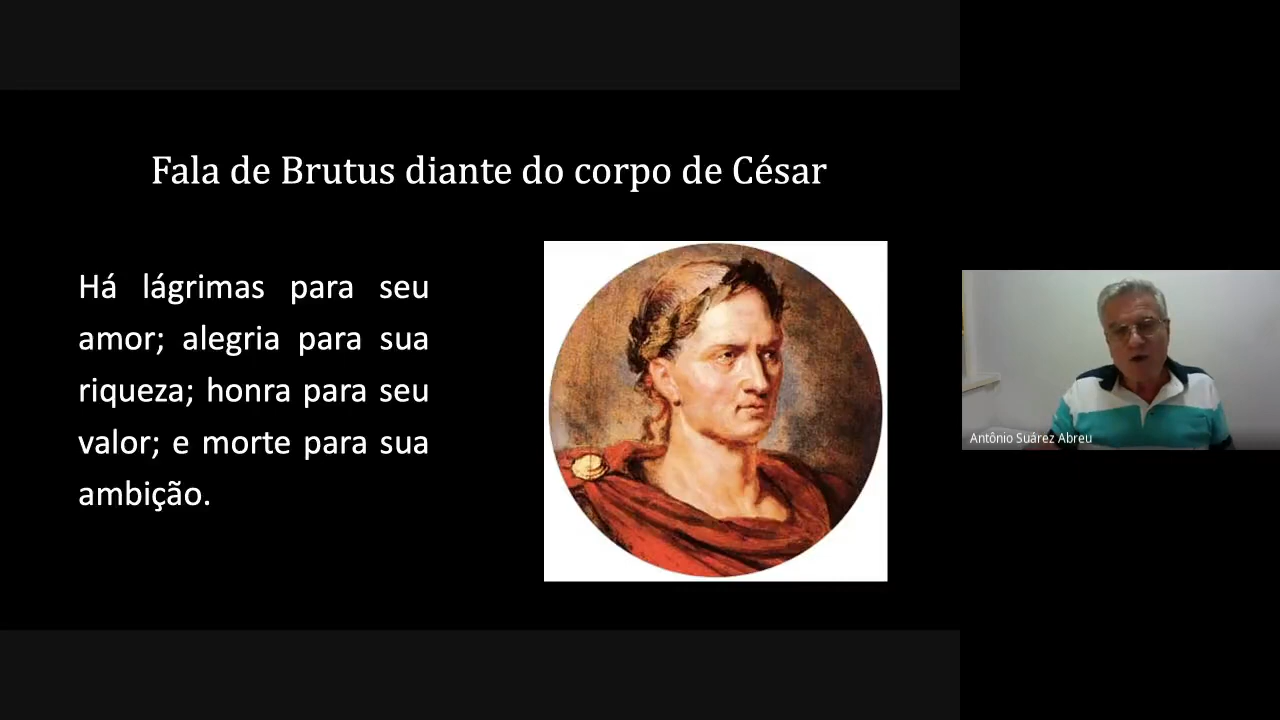 Fala de Brutus diante do corpo de César
Há lágrimas para seu
amor; alegria para sua
riqueza; honra para seu
valor; e morte para sua
ambição.
Antônio Suárez Abreu